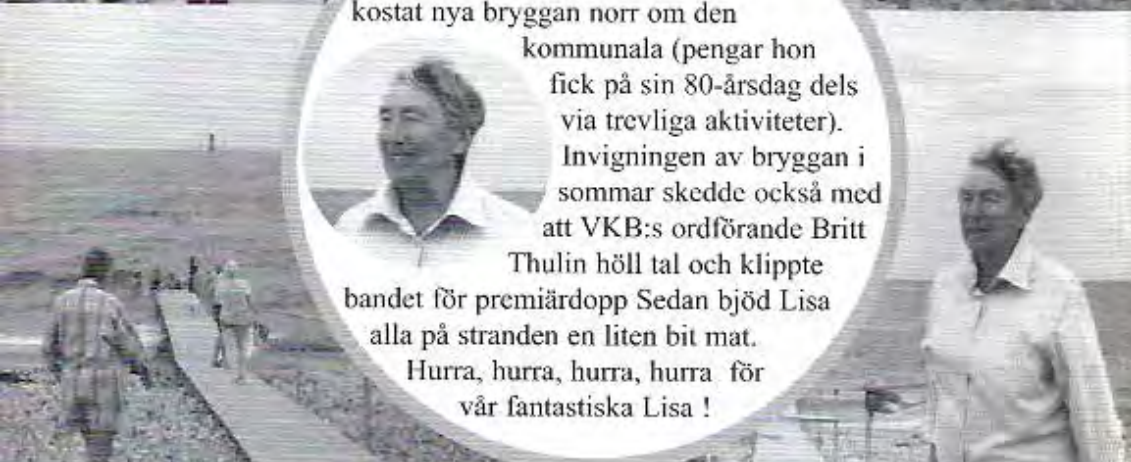 kostat nya bryggan norr om den
kommunala (pengar hon
fick på sin 80-årsdag dels
via trevliga aktiviteter).
Invigningen av bryggan i
sommar skedde också med
att VKB:s ordförande Britt
Thulin höll tal och klippte
bandet för premiärdopp Sedan bjöd Lisa
alla på stranden en liten bit mat.
Hurra, hurra, hurra, hurra för
vår fantastiska Lisa !